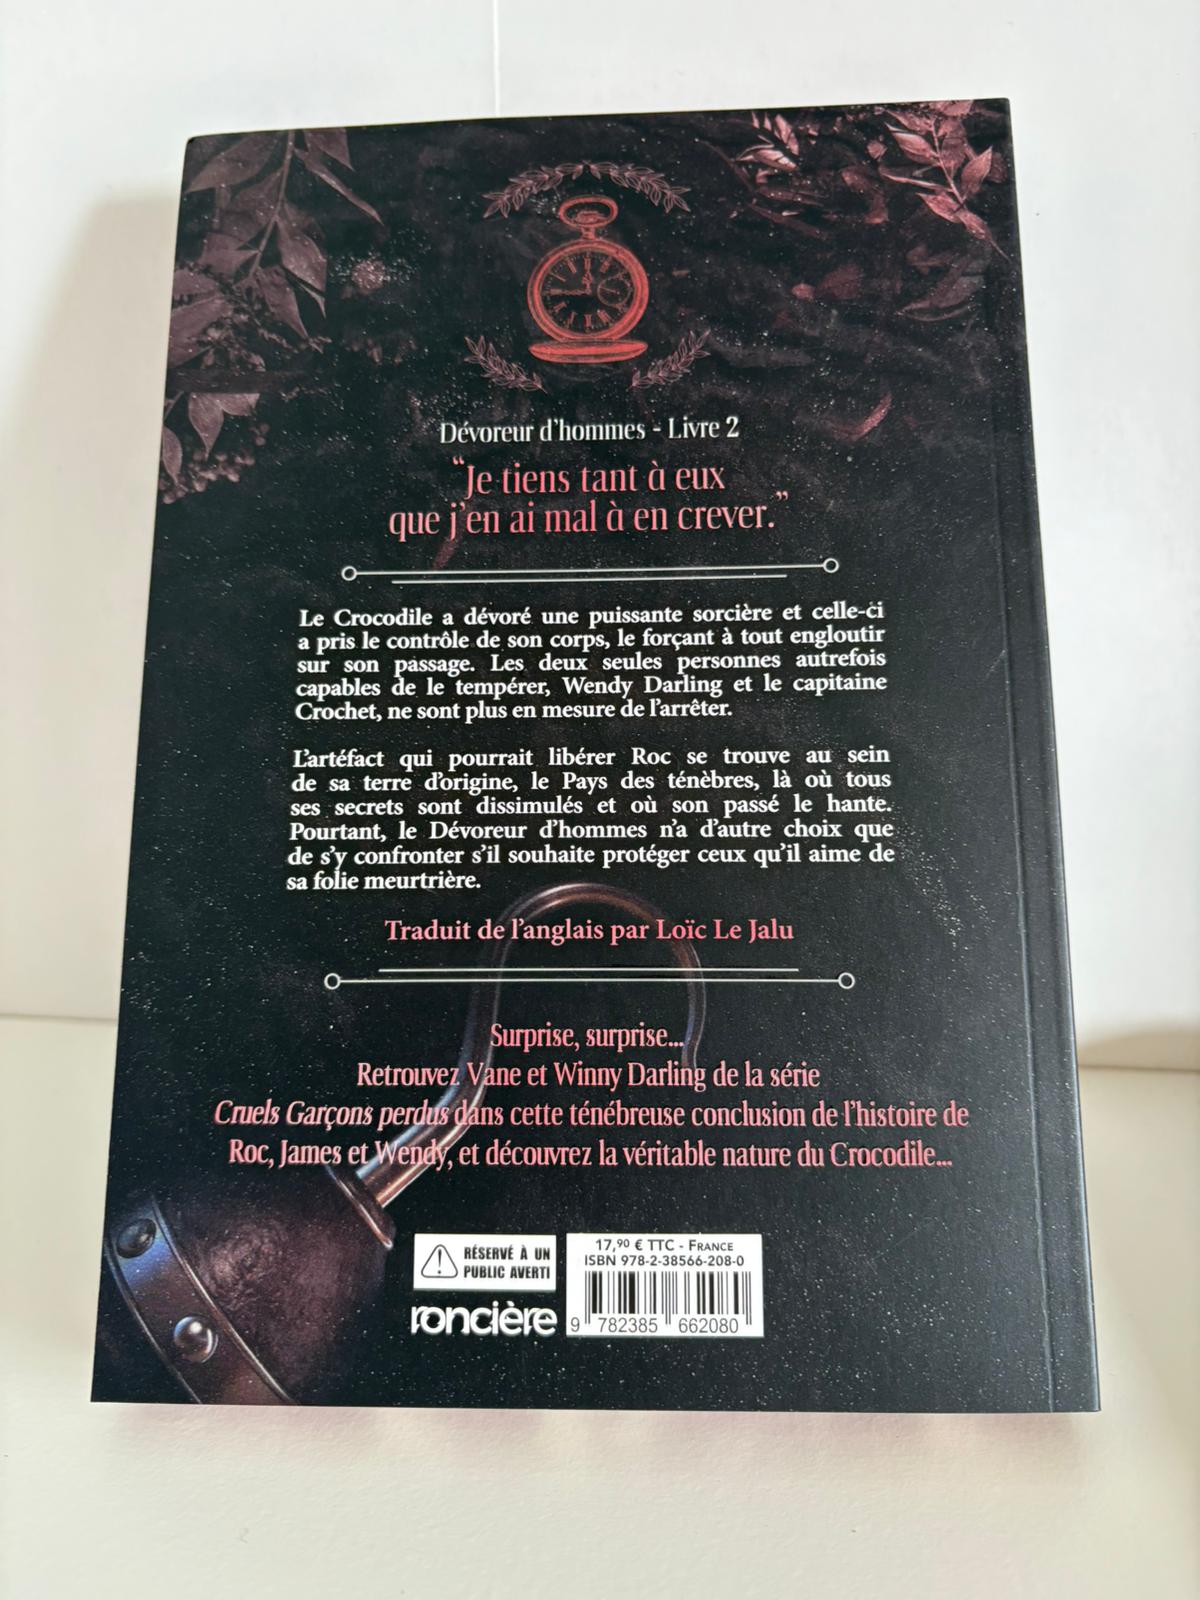 Dévoreur d'hommes - Livre 2
"Je tiens tant à eux
que j'en ai mal à en crever."
Le Crocodile a dévoré une puissante sorcière et celle-ci
a pris le contrôle de son corps, le forçant à tout engloutir
sur son passage. Les deux seules personnes autrefois
capables de le tempérer, Wendy Darling et le capitaine
Crochet, ne sont plus en mesure de l'arrêter.
L'artéfact qui pourrait libérer Roc se trouve au sein
de sa terre d'origine, le Pays des ténèbres, là où tous
ses secrets sont dissimulés et où son passé le hante.
Pourtant, le Dévoreur d'hommes n'a d'autre choix que
de s'y confronter s'il souhaite protéger ceux qu'il aime de
sa folie meurtrière.
Traduit de l'anglais par Loïc Le Jalu
Surprise, surprise...
Retrouvez Vane et Winny Darling de la série
Cruels Garçons perdus dans cette ténébreuse conclusion de l'histoire de
Roc, James et Wendy, et découvrez la véritable nature du Crocodile...
RÉSERVÉ À UN
PUBLIC AVERTI
roncière
17,90 € TTC - FRANCE
ISBN 978-2-38566-208-0
9 782385 662080